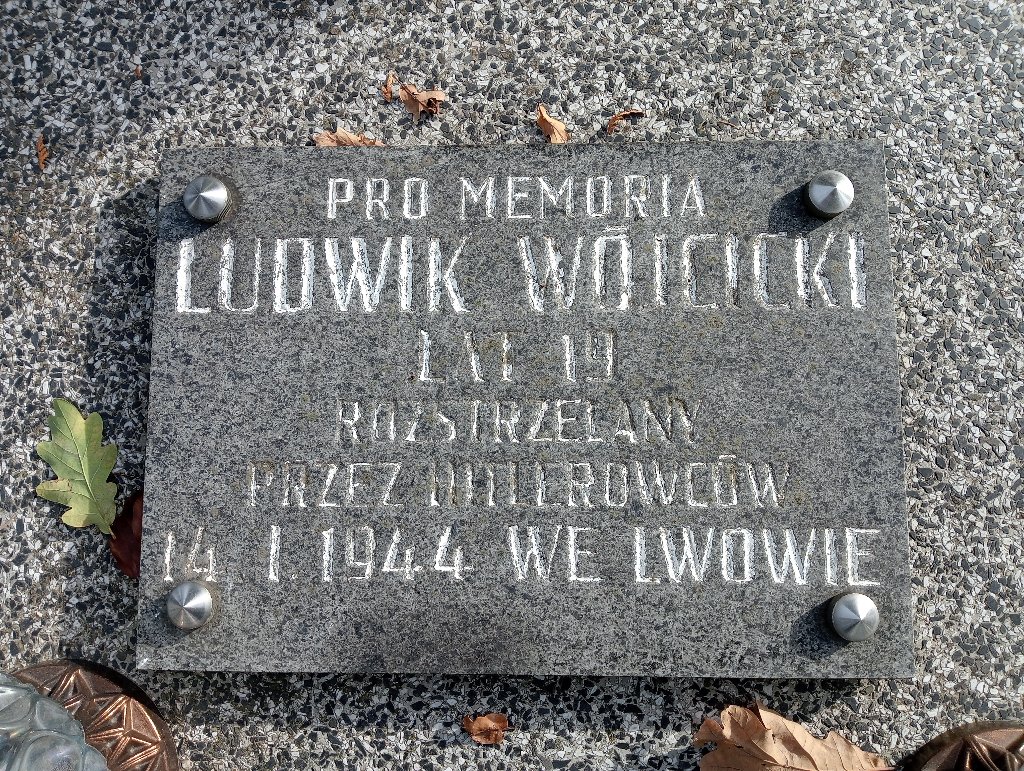 PRO MEMORIA
LUDWIK WÓJCICKI
LAT 19
ROZSTRZELANY
PRZEZ HITLEROWCÓW
14. I. 1944 WE LWOWIE